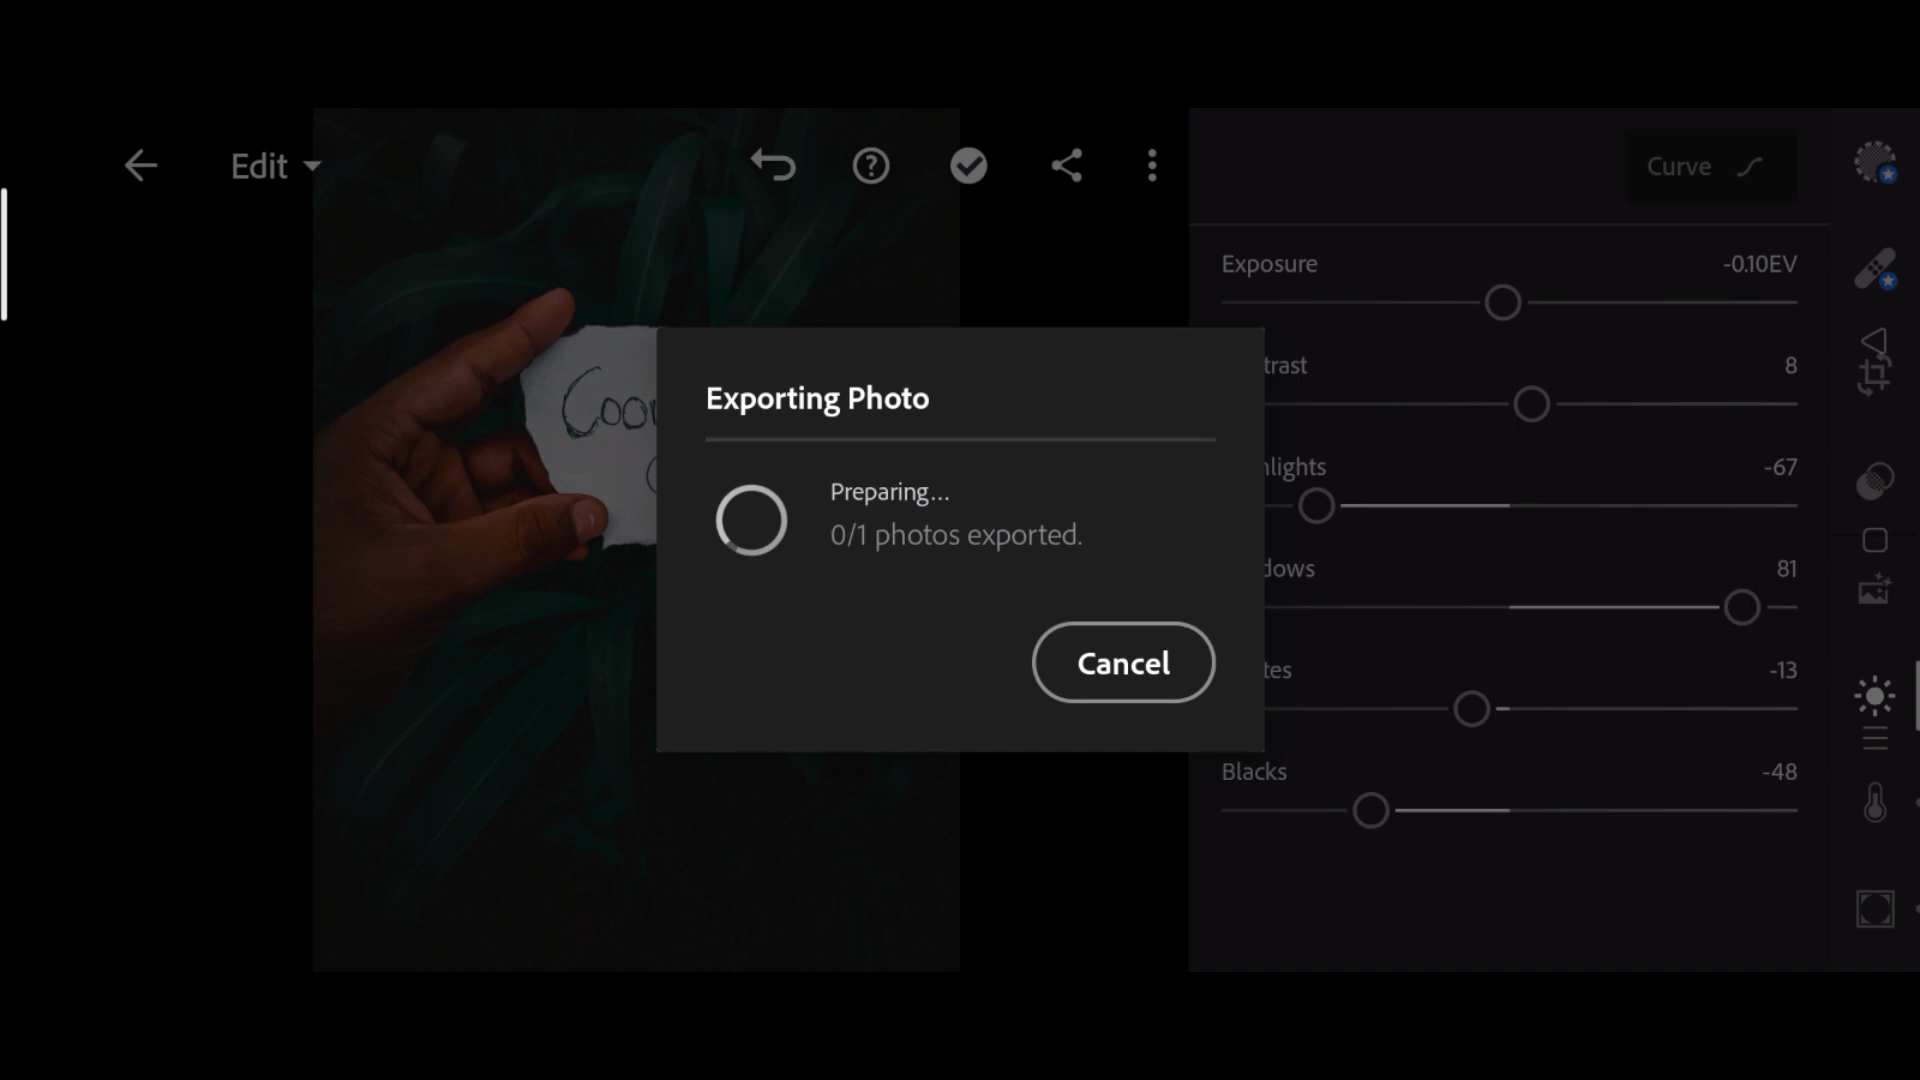 Edit
Curve
Exposure -0.10EV
trast 8
hlights -67
dows 81
tes -13
Blacks -48
Exporting Photo
Preparing...
0/1 photos exported.
Cancel